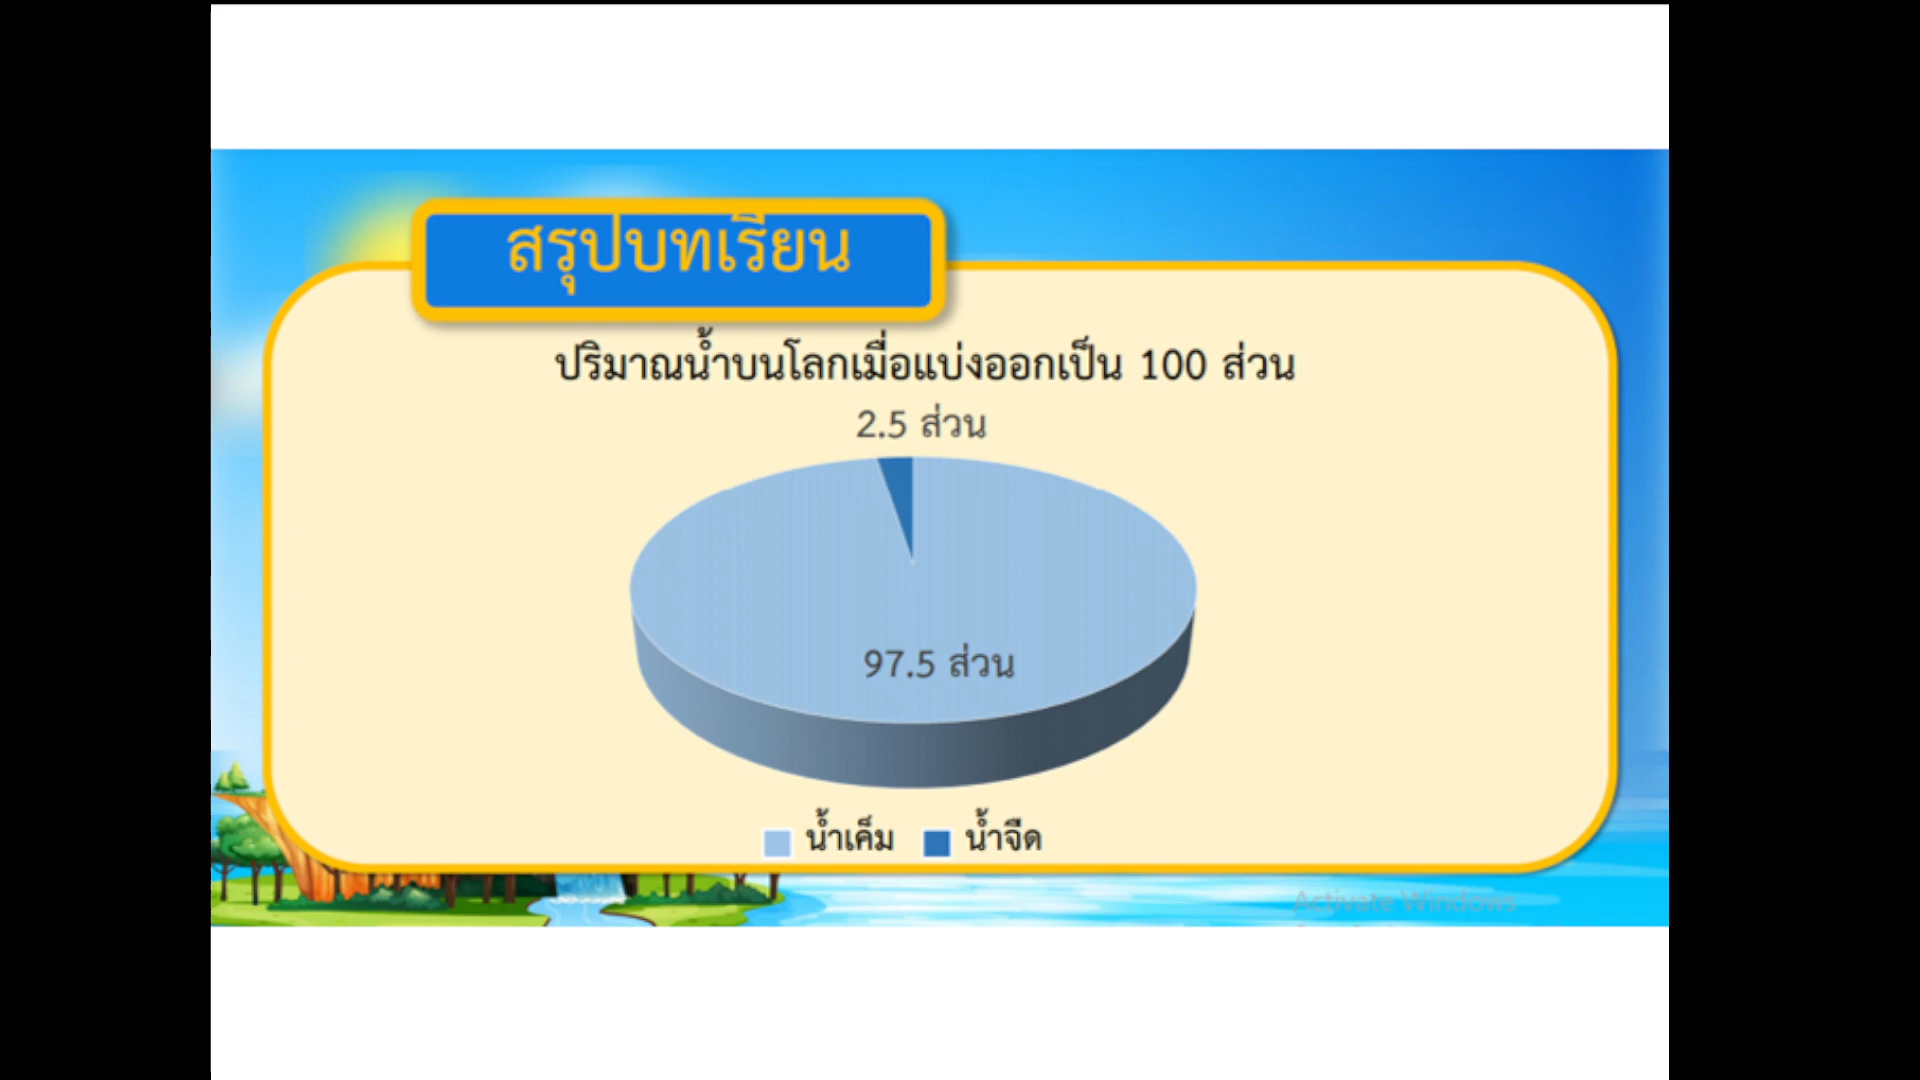 สรุปบทเรียน
ปริมาณน้ำบนโลกเมื่อแบ่งออกเป็น 100 ส่วน
2.5 ส่วน
97.5 ส่วน
น้ำเค็ม น้ำจืด
Activate Windows